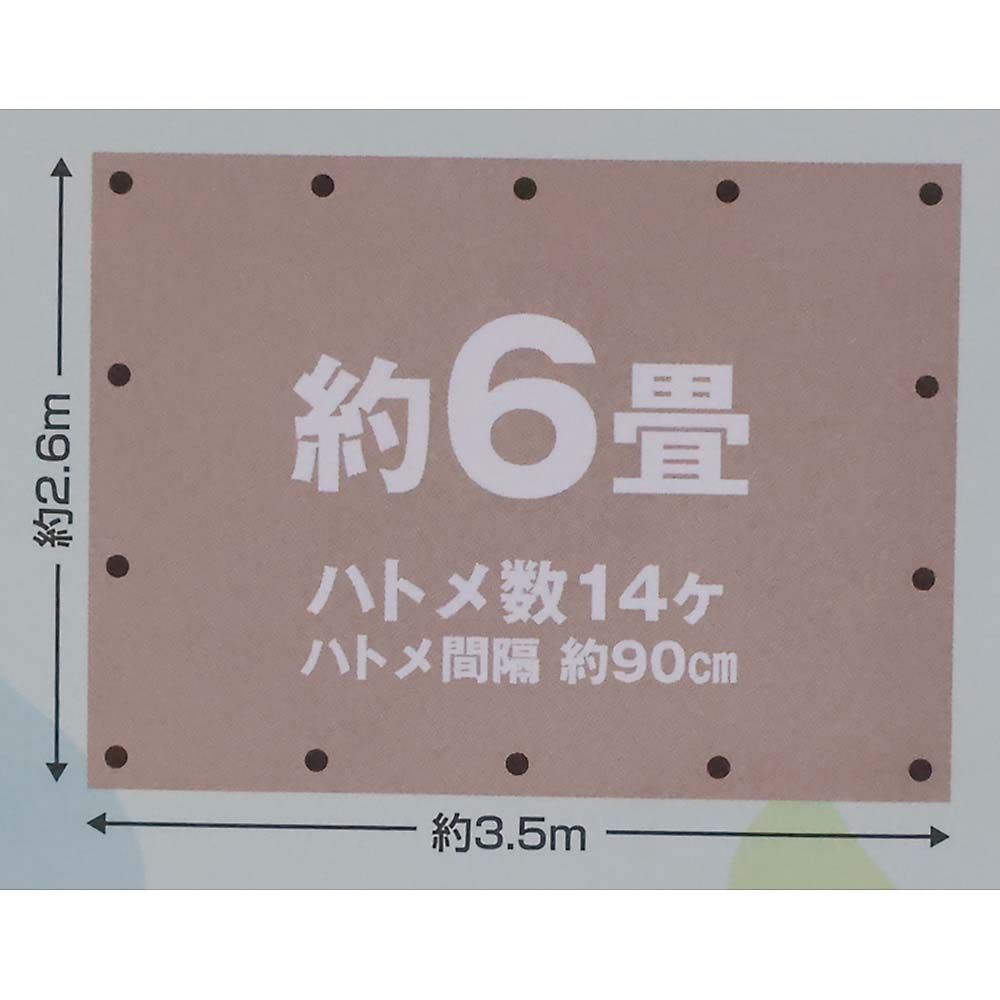 約6畳
ハトメ数14ヶ
ハトメ間隔 約90cm
約2.6m
約3.5m